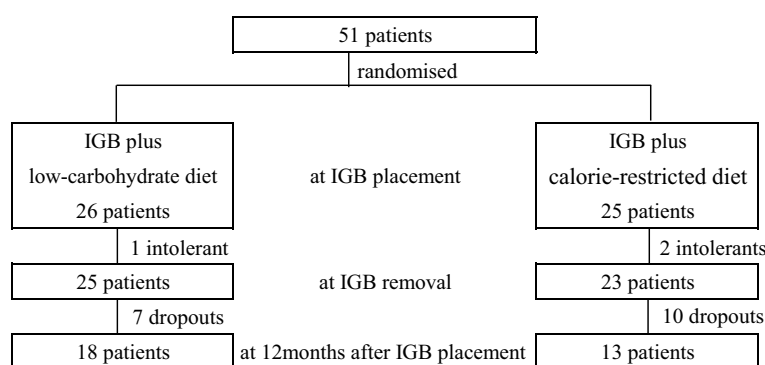 51 patients
randomised
IGB plus
low-carbohydrate diet
26 patients
at IGB placement
IGB plus
calorie-restricted diet
25 patients
1 intolerant
2 intolerants
25 patients
at IGB removal
23 patients
7 dropouts
10 dropouts
18 patients
at 12months after IGB placement
13 patients